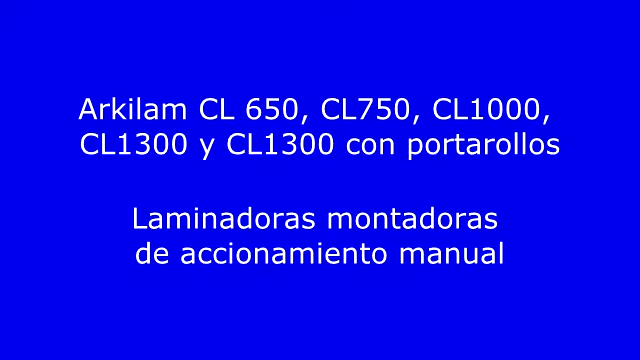 Arkilam CL 650, CL750, CL1000,
CL1300 y CL1300 con portarollos
Laminadoras montadoras
de accionamiento manual